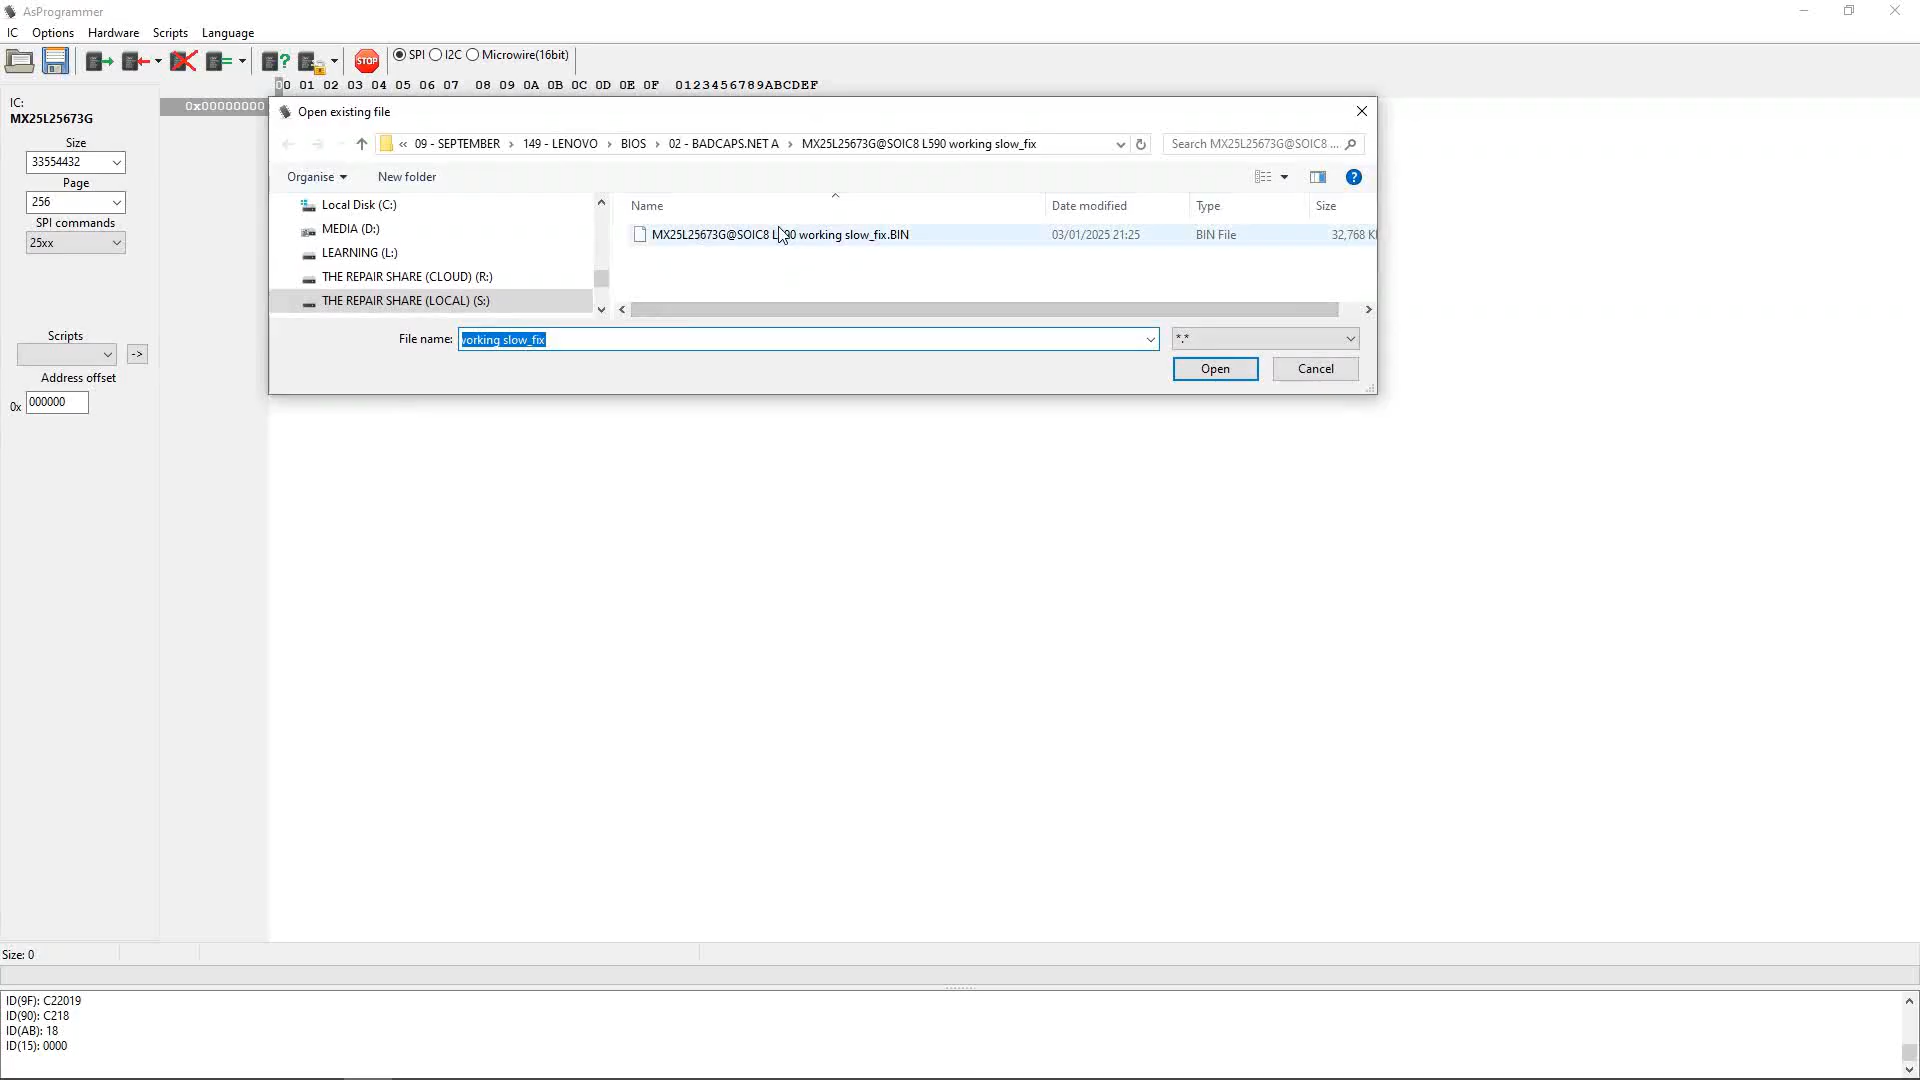 AsProgrammer
IC Options Hardware Scripts Language
STOP SPI I2C Microwire(16bit)
00 01 02 03 04 05 06 07 08 09 0A 0B 0C 0D 0E 0F 0123456789ABCDEF
0x00000000
IC:
MX25L25673G
Size
33554432
Page
256
SPI commands
25xx
Scripts
->
Address offset
0x 000000
Open existing file
« 09 - SEPTEMBER › 149 - LENOVO › BIOS › 02 - BADCAPS.NET A › MX25L25673G@SOIC8 L590 working slow_fix
Search MX25L25673G@SOIC8 ...
Organise New folder
Local Disk (C:)
MEDIA (D:)
LEARNING (L:)
THE REPAIR SHARE (CLOUD) (R:)
THE REPAIR SHARE (LOCAL) (S:)
Name Date modified Type Size
MX25L25673G@SOIC8 L590 working slow_fix.BIN 03/01/2025 21:25 BIN File 32,768 K
File name: working slow_fix *.*
Open Cancel
Size: 0
ID(9F): C22019
ID(90): C218
ID(AB): 18
ID(15): 0000